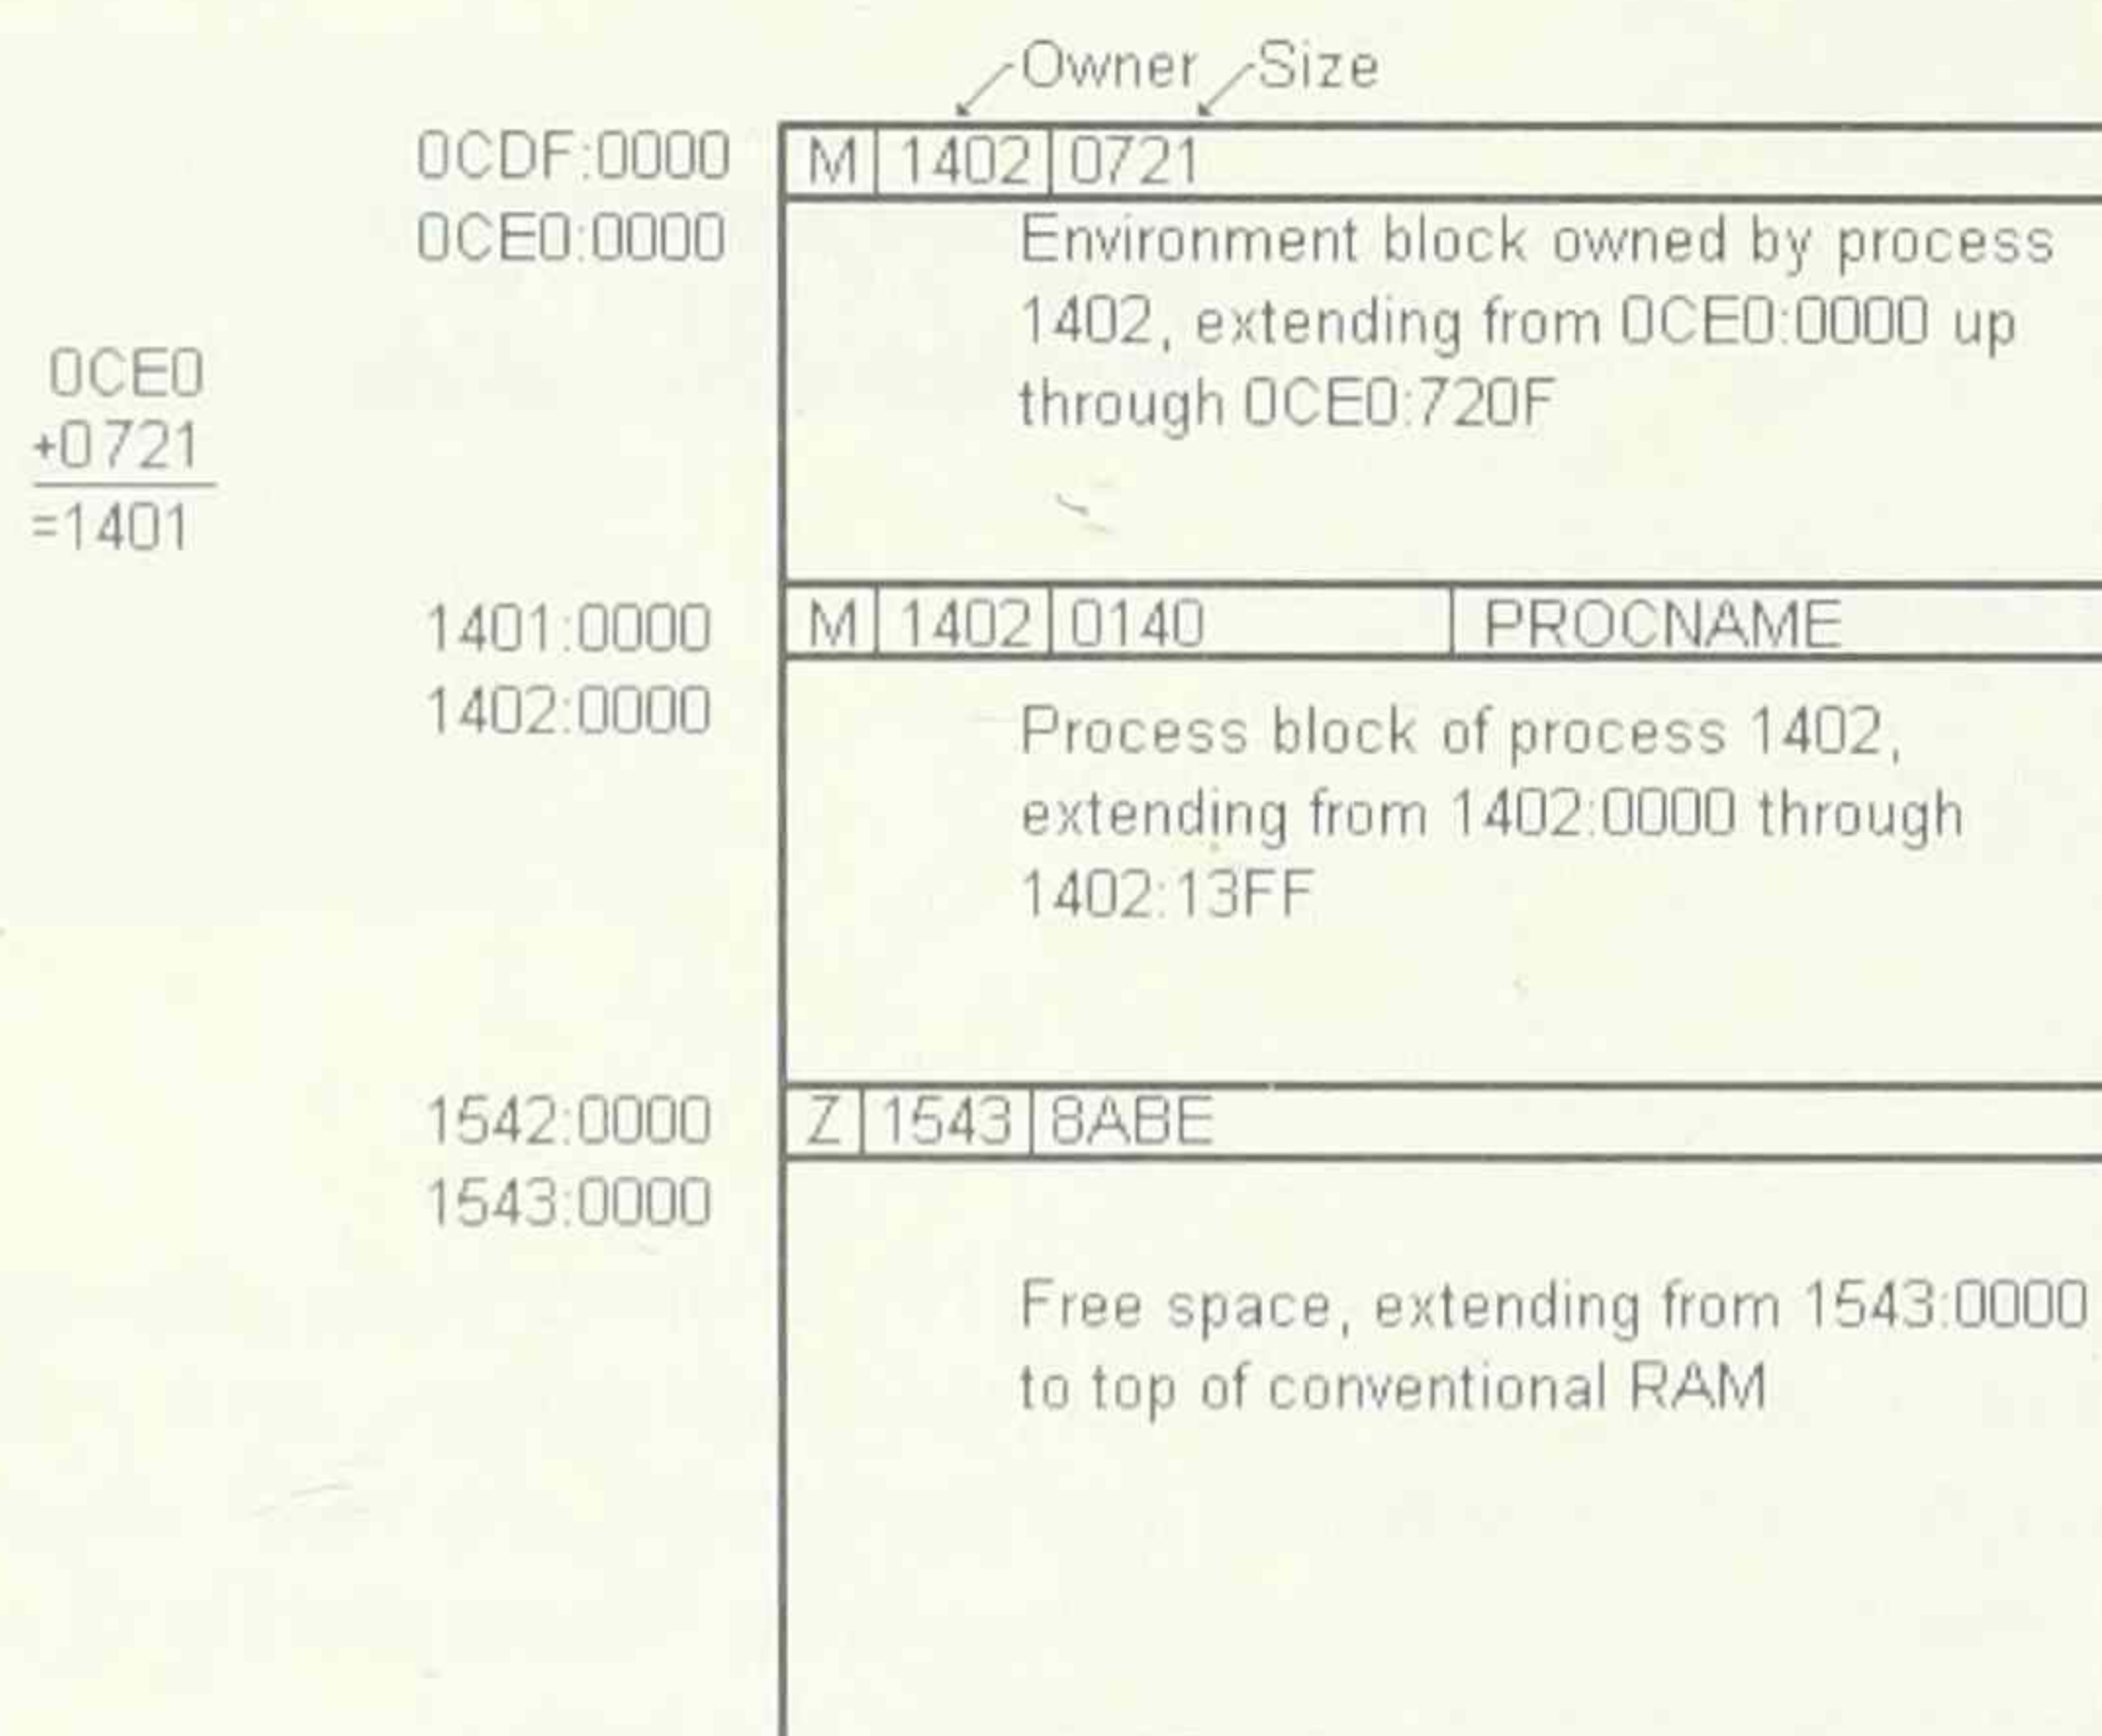 Owner Size
0CDF:0000 M 1402 0721
0CE0:0000 Environment block owned by process
1402, extending from 0CE0:0000 up
0CE0
through 0CE0:720F
+0721
=1401
1401:0000 M 1402 0140 PROCNAME
1402:0000 Process block of process 1402,
extending from 1402:0000 through
1402:13FF
1542:0000 Z 1543 8ABE
1543:0000
Free space, extending from 1543:0000
to top of conventional RAM